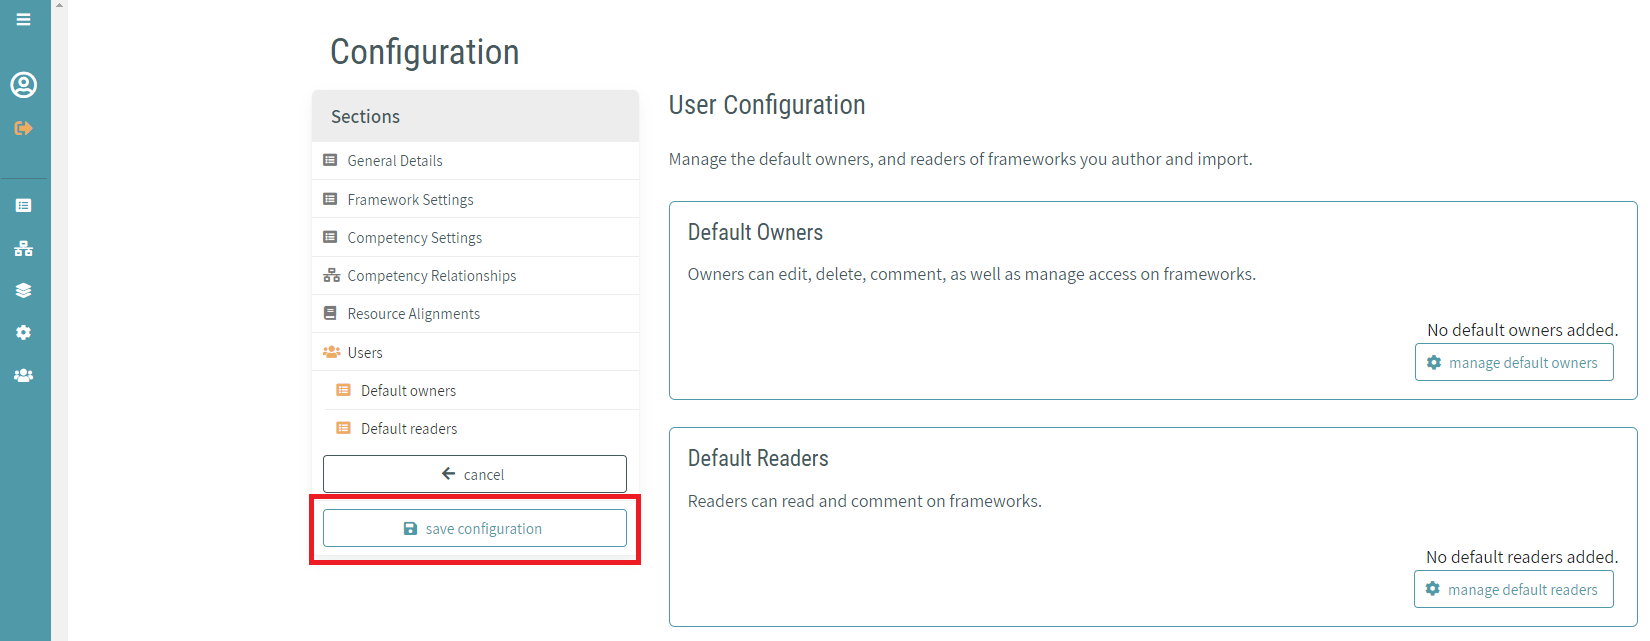 Configuration
Sections
General Details
Framework Settings
Competency Settings
Competency Relationships
Resource Alignments
Users
Default owners
Default readers
cancel
save configuration
User Configuration
Manage the default owners, and readers of frameworks you author and import.
Default Owners
Owners can edit, delete, comment, as well as manage access on frameworks.
No default owners added.
manage default owners
Default Readers
Readers can read and comment on frameworks.
No default readers added.
manage default readers